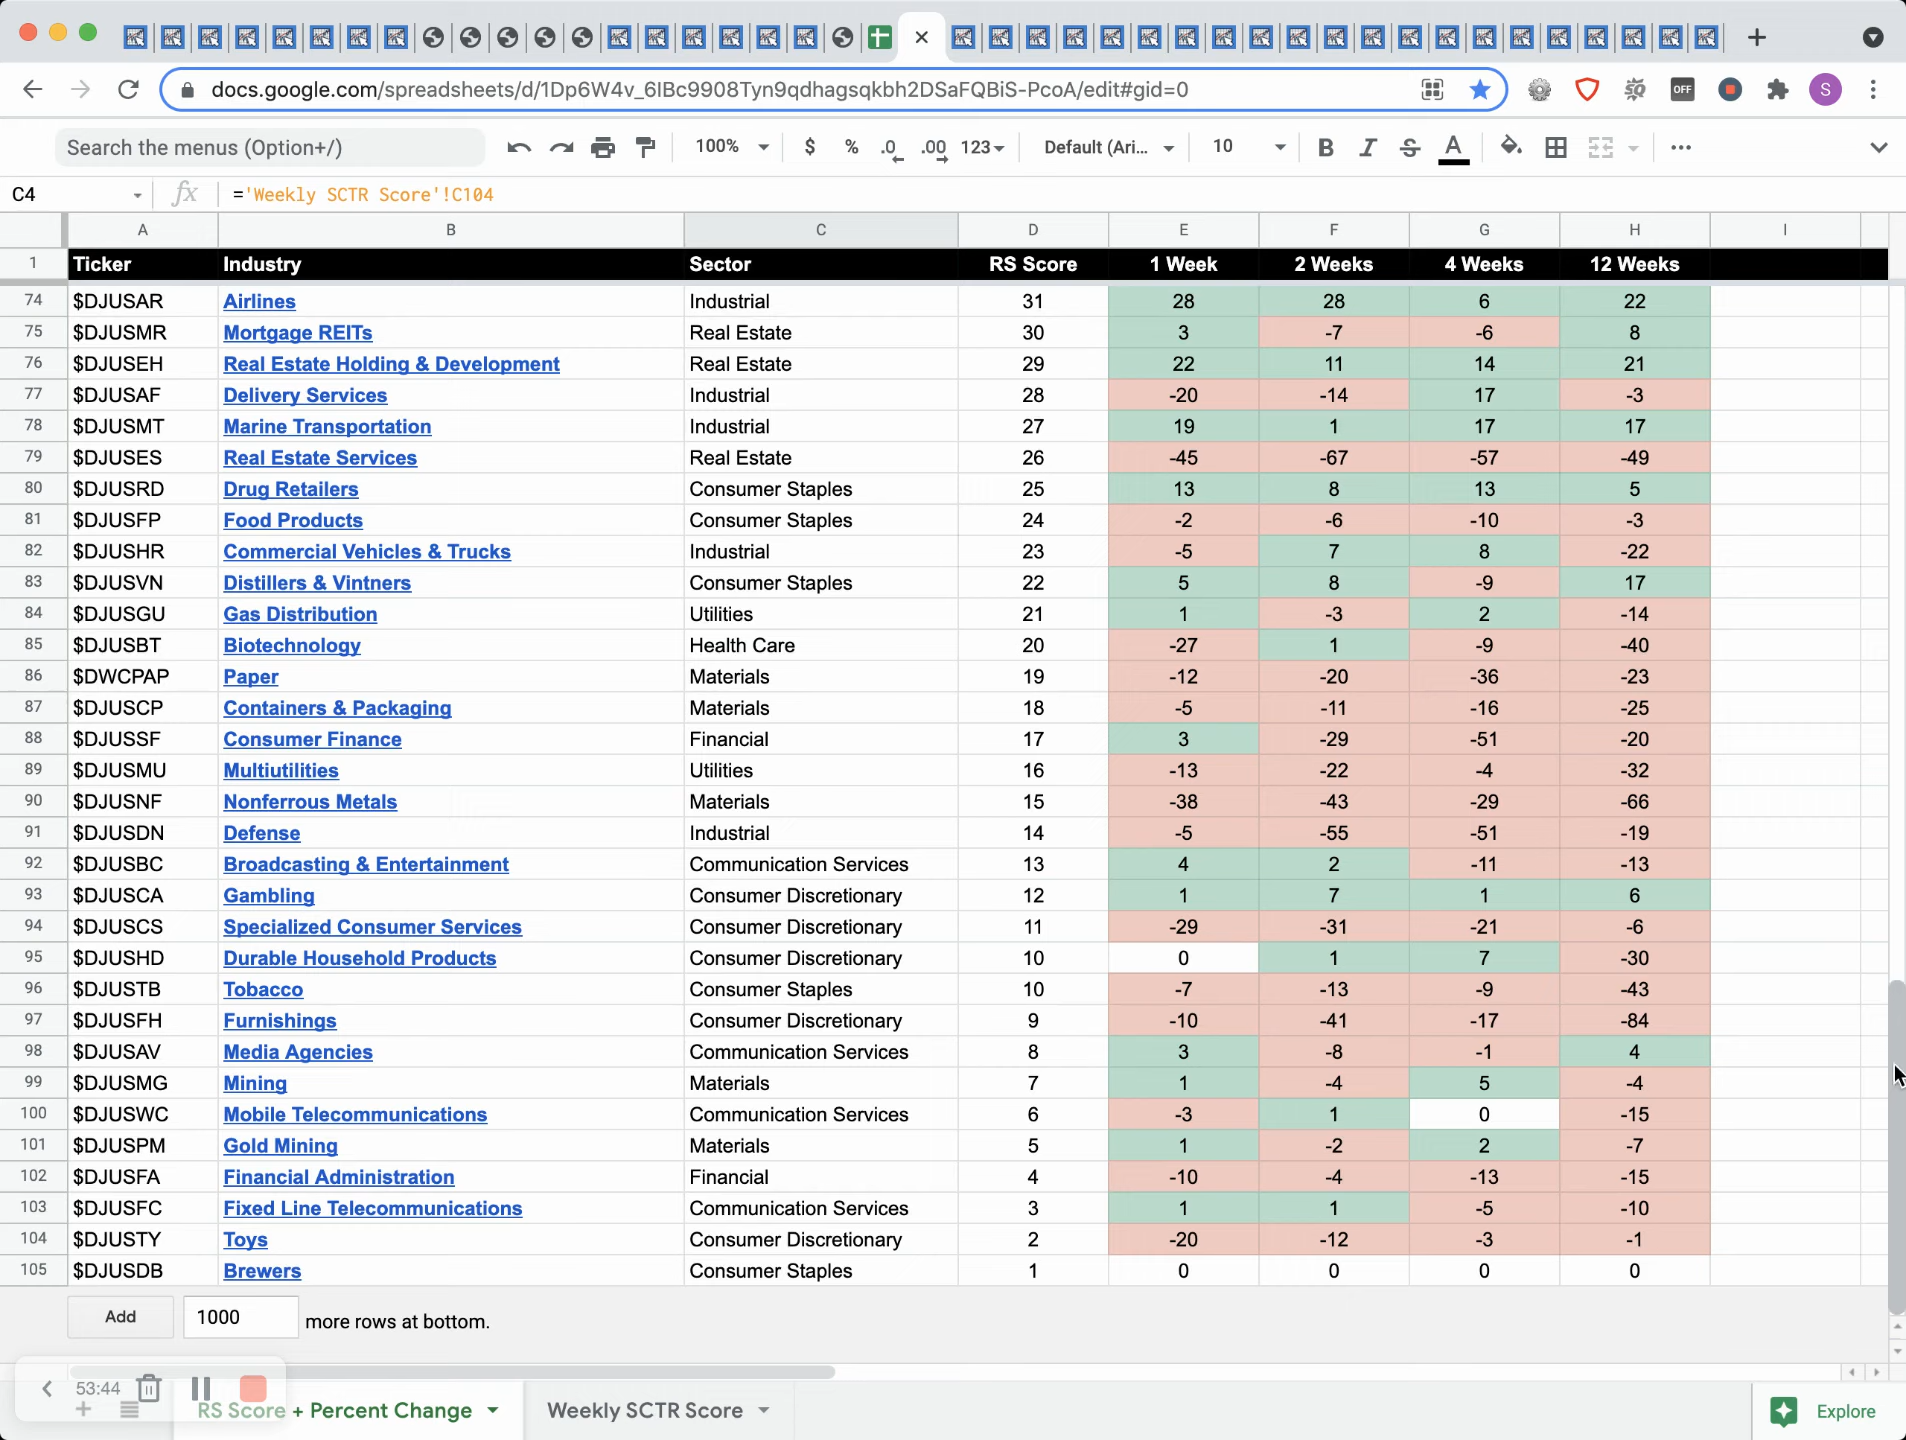 docs.google.com/spreadsheets/d/1Dp6W4v_6IBc9908Tyn9qdhagsqkbh2DSaFQBiS-PcoA/edit#gid=0 OFF S
Search the menus (Option+/) 100% $ % .0 .00 123 Default (Ari... 10 B I S A
C4 fx ='Weekly SCTR Score'!C104
A B C D E F G H I
1 Ticker Industry Sector RS Score 1 Week 2 Weeks 4 Weeks 12 Weeks
74 $DJUSAR Airlines Industrial 31 28 28 6 22
75 $DJUSMR Mortgage REITs Real Estate 30 3 -7 -6 8
76 $DJUSEH Real Estate Holding & Development Real Estate 29 22 11 14 21
77 $DJUSAF Delivery Services Industrial 28 -20 -14 17 -3
78 $DJUSMT Marine Transportation Industrial 27 19 1 17 17
79 $DJUSES Real Estate Services Real Estate 26 -45 -67 -57 -49
80 $DJUSRD Drug Retailers Consumer Staples 25 13 8 13 5
81 $DJUSFP Food Products Consumer Staples 24 -2 -6 -10 -3
82 $DJUSHR Commercial Vehicles & Trucks Industrial 23 -5 7 8 -22
83 $DJUSVN Distillers & Vintners Consumer Staples 22 5 8 -9 17
84 $DJUSGU Gas Distribution Utilities 21 1 -3 2 -14
85 $DJUSBT Biotechnology Health Care 20 -27 1 -9 -40
86 $DWCPAP Paper Materials 19 -12 -20 -36 -23
87 $DJUSCP Containers & Packaging Materials 18 -5 -11 -16 -25
88 $DJUSSF Consumer Finance Financial 17 3 -29 -51 -20
89 $DJUSMU Multiutilities Utilities 16 -13 -22 -4 -32
90 $DJUSNF Nonferrous Metals Materials 15 -38 -43 -29 -66
91 $DJUSDN Defense Industrial 14 -5 -55 -51 -19
92 $DJUSBC Broadcasting & Entertainment Communication Services 13 4 2 -11 -13
93 $DJUSCA Gambling Consumer Discretionary 12 1 7 1 6
94 $DJUSCS Specialized Consumer Services Consumer Discretionary 11 -29 -31 -21 -6
95 $DJUSHD Durable Household Products Consumer Discretionary 10 0 1 7 -30
96 $DJUSTB Tobacco Consumer Staples 10 -7 -13 -9 -43
97 $DJUSFH Furnishings Consumer Discretionary 9 -10 -41 -17 -84
98 $DJUSAV Media Agencies Communication Services 8 3 -8 -1 4
99 $DJUSMG Mining Materials 7 1 -4 5 -4
100 $DJUSWC Mobile Telecommunications Communication Services 6 -3 1 0 -15
101 $DJUSPM Gold Mining Materials 5 1 -2 2 -7
102 $DJUSFA Financial Administration Financial 4 -10 -4 -13 -15
103 $DJUSFC Fixed Line Telecommunications Communication Services 3 1 1 -5 -10
104 $DJUSTY Toys Consumer Discretionary 2 -20 -12 -3 -1
105 $DJUSDB Brewers Consumer Staples 1 0 0 0 0
Add 1000 more rows at bottom.
53:44
RS Score + Percent Change Weekly SCTR Score Explore